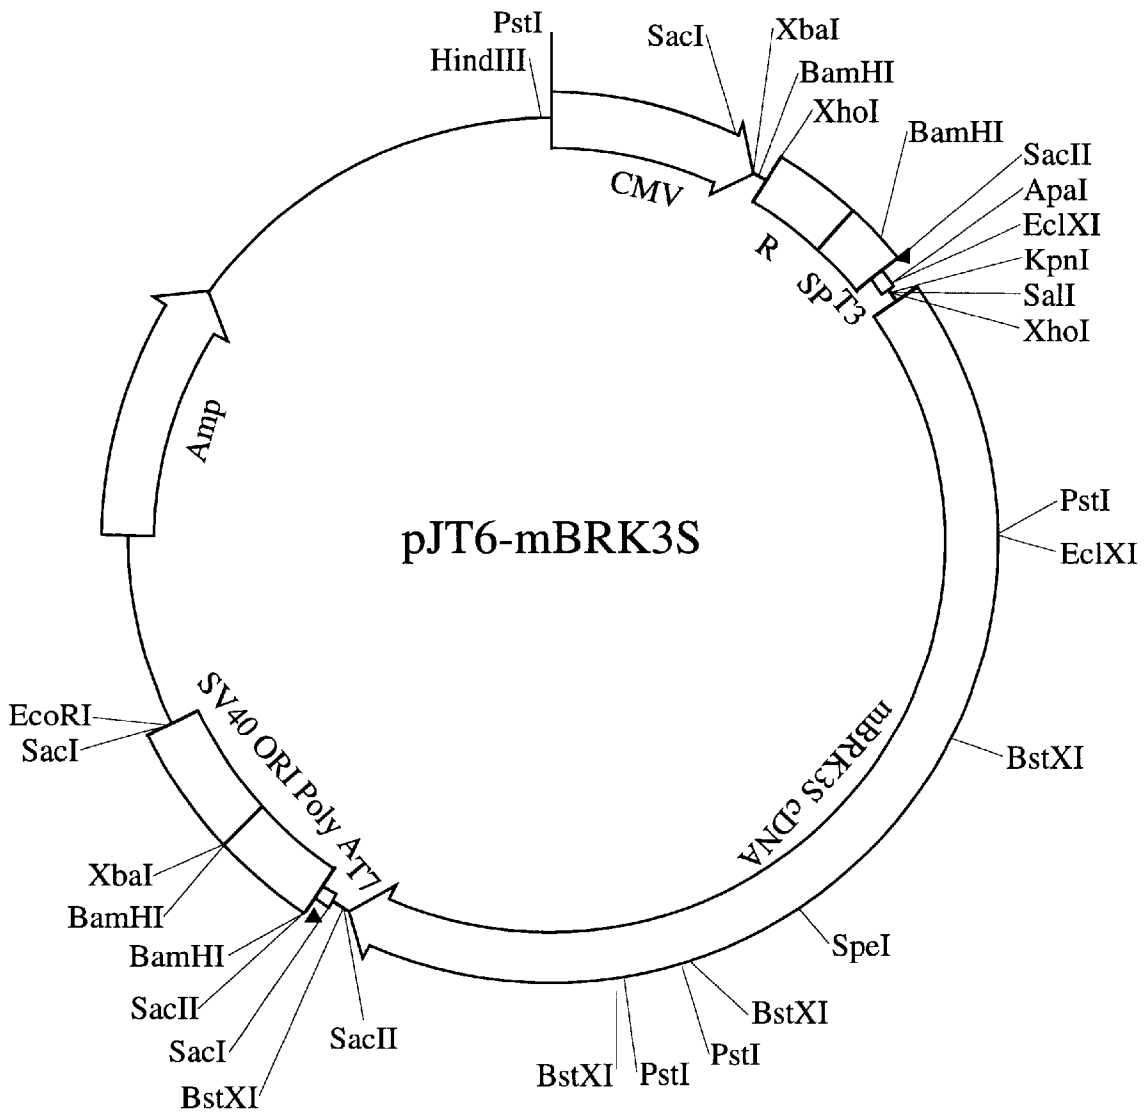 PstI
HindIII
SacI
XbaI
BamHI
XhoI
BamHI
SacII
ApaI
EclXI
KpnI
SalI
XhoI
CMV
R
SP
T3
Amp
pJT6-mBRK3S
PstI
EclXI
mBRK3S cDNA
BstXI
SpeI
BstXI
PstI
PstI
BstXI
SacII
BstXI
SacI
SacII
BamHI
BamHI
XbaI
SacI
EcoRI
SV40 ORI Poly A
T7